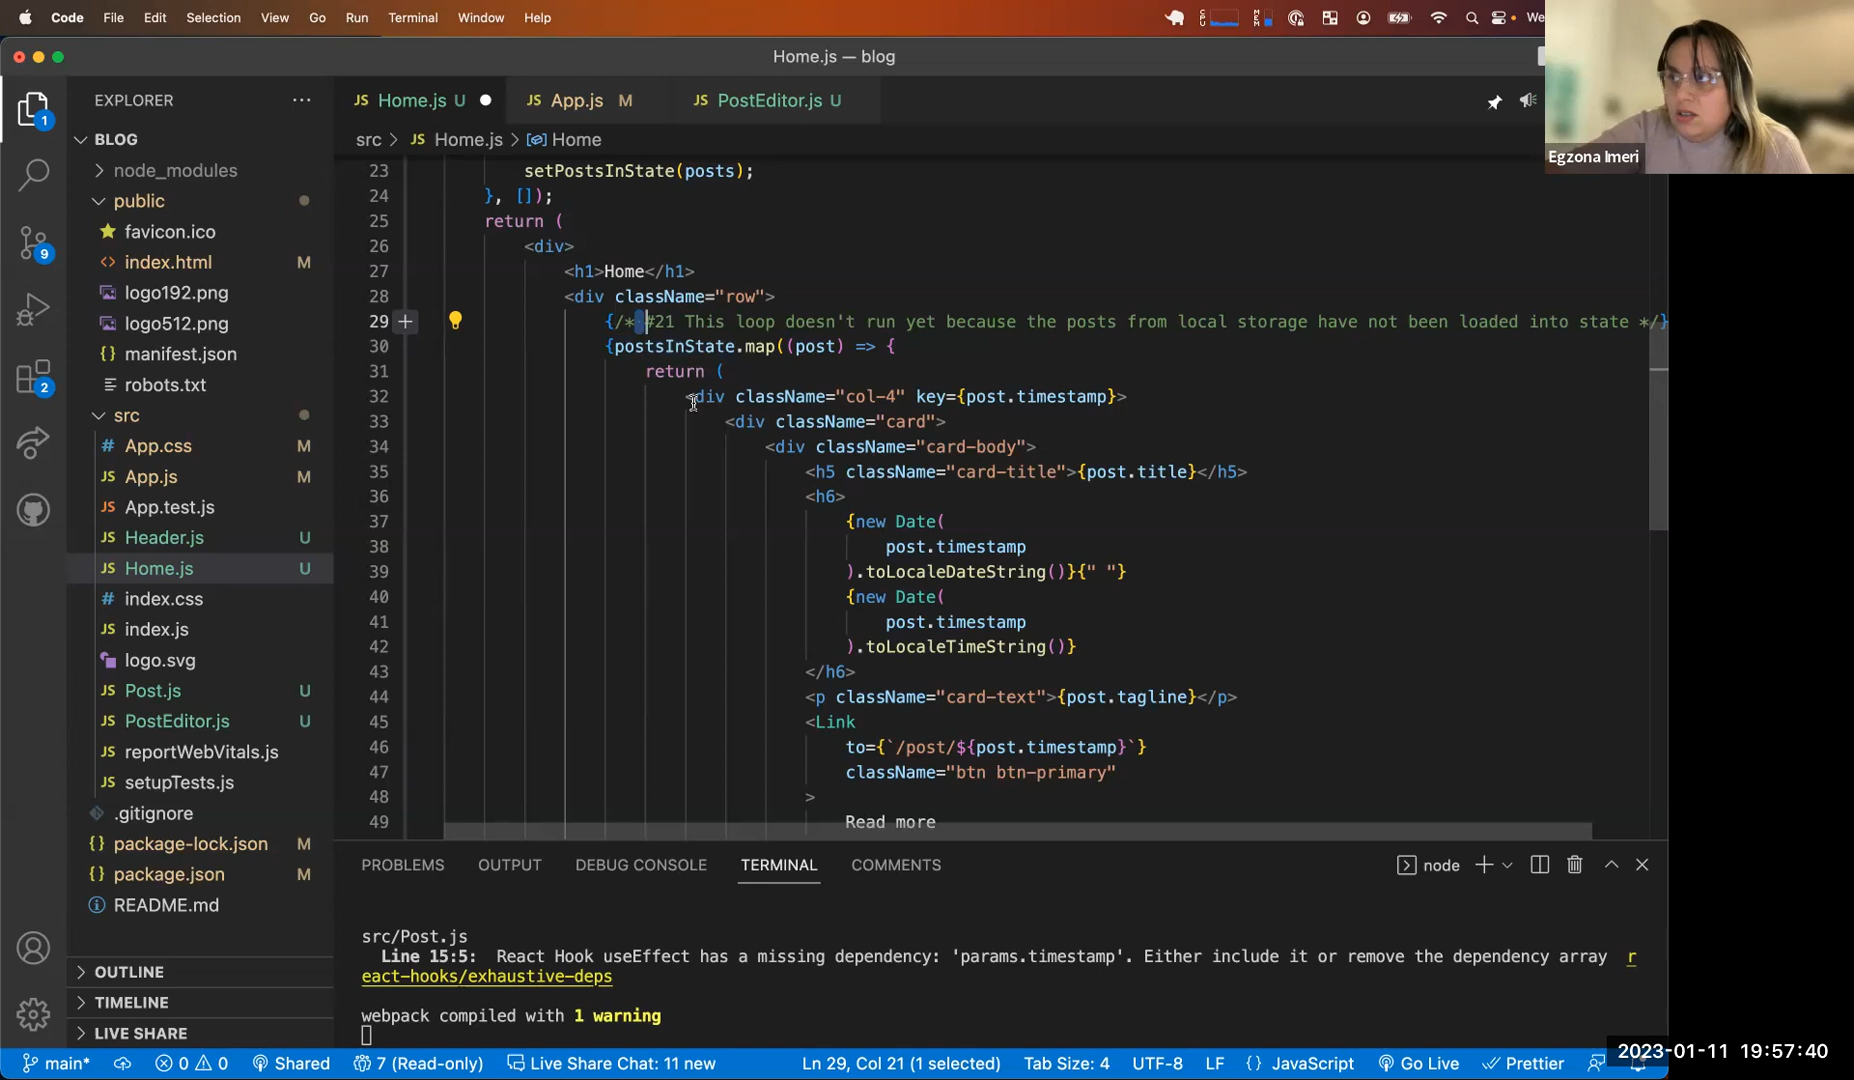 Code File Edit Selection View Go Run Terminal Window Help
Home.js — blog
Egzona Imeri
EXPLORER
BLOG
node_modules
public
favicon.ico
index.html M
logo192.png
logo512.png
manifest.json
robots.txt
src
App.css
App.js M
App.test.js
Header.js U
Home.js U
index.css
index.js
logo.svg
Post.js U
PostEditor.js U
reportWebVitals.js
setupTests.js
.gitignore
package-lock.json M
package.json M
README.md
OUTLINE
TIMELINE
LIVE SHARE
1
9
2
JS Home.js U JS App.js M JS PostEditor.js U
src > JS Home.js > Home
23 setPostsInState(posts);
24 }, []);
25 return (
26 <div>
27 <h1>Home</h1>
28 <div className="row">
29 {/* #21 This loop doesn't run yet because the posts from local storage have not been loaded into state */}
30 {postsInState.map((post) => {
31 return (
32 <div className="col-4" key={post.timestamp}>
33 <div className="card">
34 <div className="card-body">
35 <h5 className="card-title">{post.title}</h5>
36 <h6>
37 {new Date(
38 post.timestamp
39 ).toLocaleDateString()}{" "}
40 {new Date(
41 post.timestamp
42 ).toLocaleTimeString()}
43 </h6>
44 <p className="card-text">{post.tagline}</p>
45 <Link
46 to={`/post/${post.timestamp}`}
47 className="btn btn-primary"
48 >
49 Read more
PROBLEMS OUTPUT DEBUG CONSOLE TERMINAL COMMENTS node
src/Post.js
Line 15:5: React Hook useEffect has a missing dependency: 'params.timestamp'. Either include it or remove the dependency array r
eact-hooks/exhaustive-deps
webpack compiled with 1 warning
main* 0 0 Shared 7 (Read-only) Live Share Chat: 11 new Ln 29, Col 21 (1 selected) Tab Size: 4 UTF-8 LF {} JavaScript Go Live Prettier
2023-01-11 19:57:40